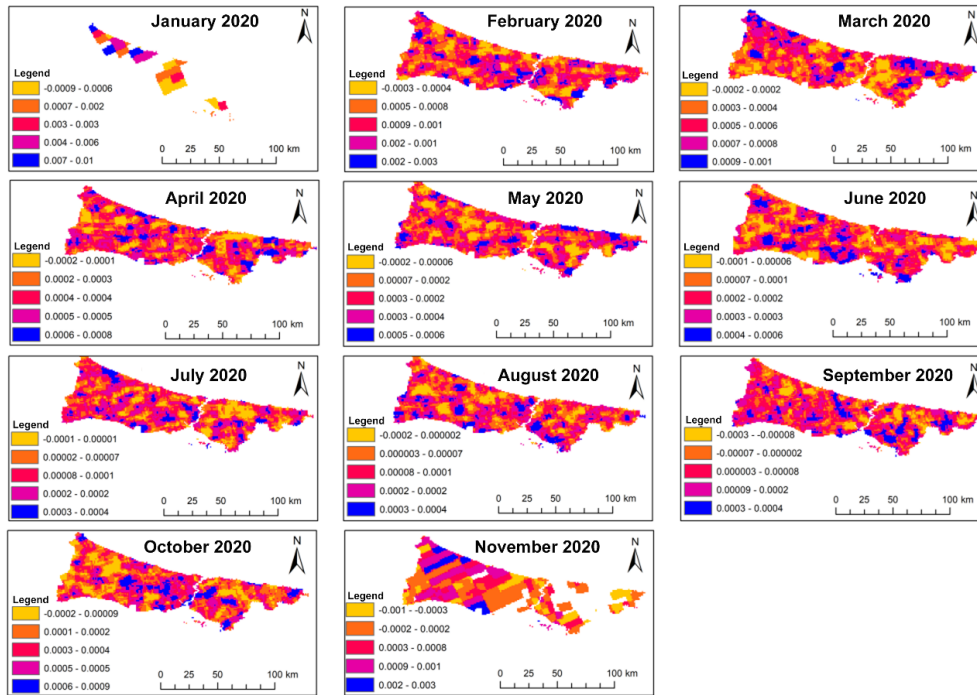 January 2020
N
Legend
-0.0009 - 0.0006
0.0007 - 0.002
0.003 - 0.003
0.004 - 0.006
0.007 - 0.01
0 25 50 100 km
February 2020
N
Legend
-0.0003 - 0.0004
0.0005 - 0.0008
0.0009 - 0.001
0.002 - 0.001
0.002 - 0.003
0 25 50 100 km
March 2020
N
Legend
-0.0002 - 0.0002
0.0003 - 0.0004
0.0005 - 0.0006
0.0007 - 0.0008
0.0009 - 0.001
0 25 50 100 km
April 2020
N
Legend
-0.0002 - 0.0001
0.0002 - 0.0003
0.0004 - 0.0004
0.0005 - 0.0005
0.0006 - 0.0008
0 25 50 100 km
May 2020
N
Legend
-0.0002 - 0.00006
0.00007 - 0.0002
0.0003 - 0.0002
0.0003 - 0.0004
0.0005 - 0.0006
0 25 50 100 km
June 2020
N
Legend
-0.0001 - 0.00006
0.00007 - 0.0001
0.0002 - 0.0002
0.0003 - 0.0003
0.0004 - 0.0006
0 25 50 100 km
July 2020
N
Legend
-0.0001 - 0.00001
0.00002 - 0.00007
0.00008 - 0.0001
0.0002 - 0.0002
0.0003 - 0.0004
0 25 50 100 km
August 2020
N
Legend
-0.0002 - 0.000002
0.000003 - 0.00007
0.00008 - 0.0001
0.0002 - 0.0002
0.0003 - 0.0004
0 25 50 100 km
September 2020
N
Legend
-0.0003 - -0.00008
-0.00007 - 0.000002
0.000003 - 0.00008
0.00009 - 0.0002
0.0003 - 0.0004
0 25 50 100 km
October 2020
N
Legend
-0.0002 - 0.00009
0.0001 - 0.0002
0.0003 - 0.0004
0.0005 - 0.0005
0.0006 - 0.0009
0 25 50 100 km
November 2020
N
Legend
-0.001 - -0.0003
-0.0002 - 0.0002
0.0003 - 0.0008
0.0009 - 0.001
0.002 - 0.003
0 25 50 100 km